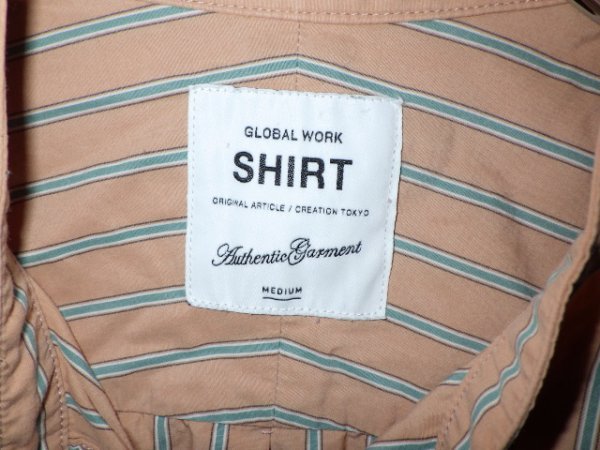 GLOBAL WORK
SHIRT
ORIGINAL ARTICLE / CREATION TOKYO
Authentic Garment
MEDIUM